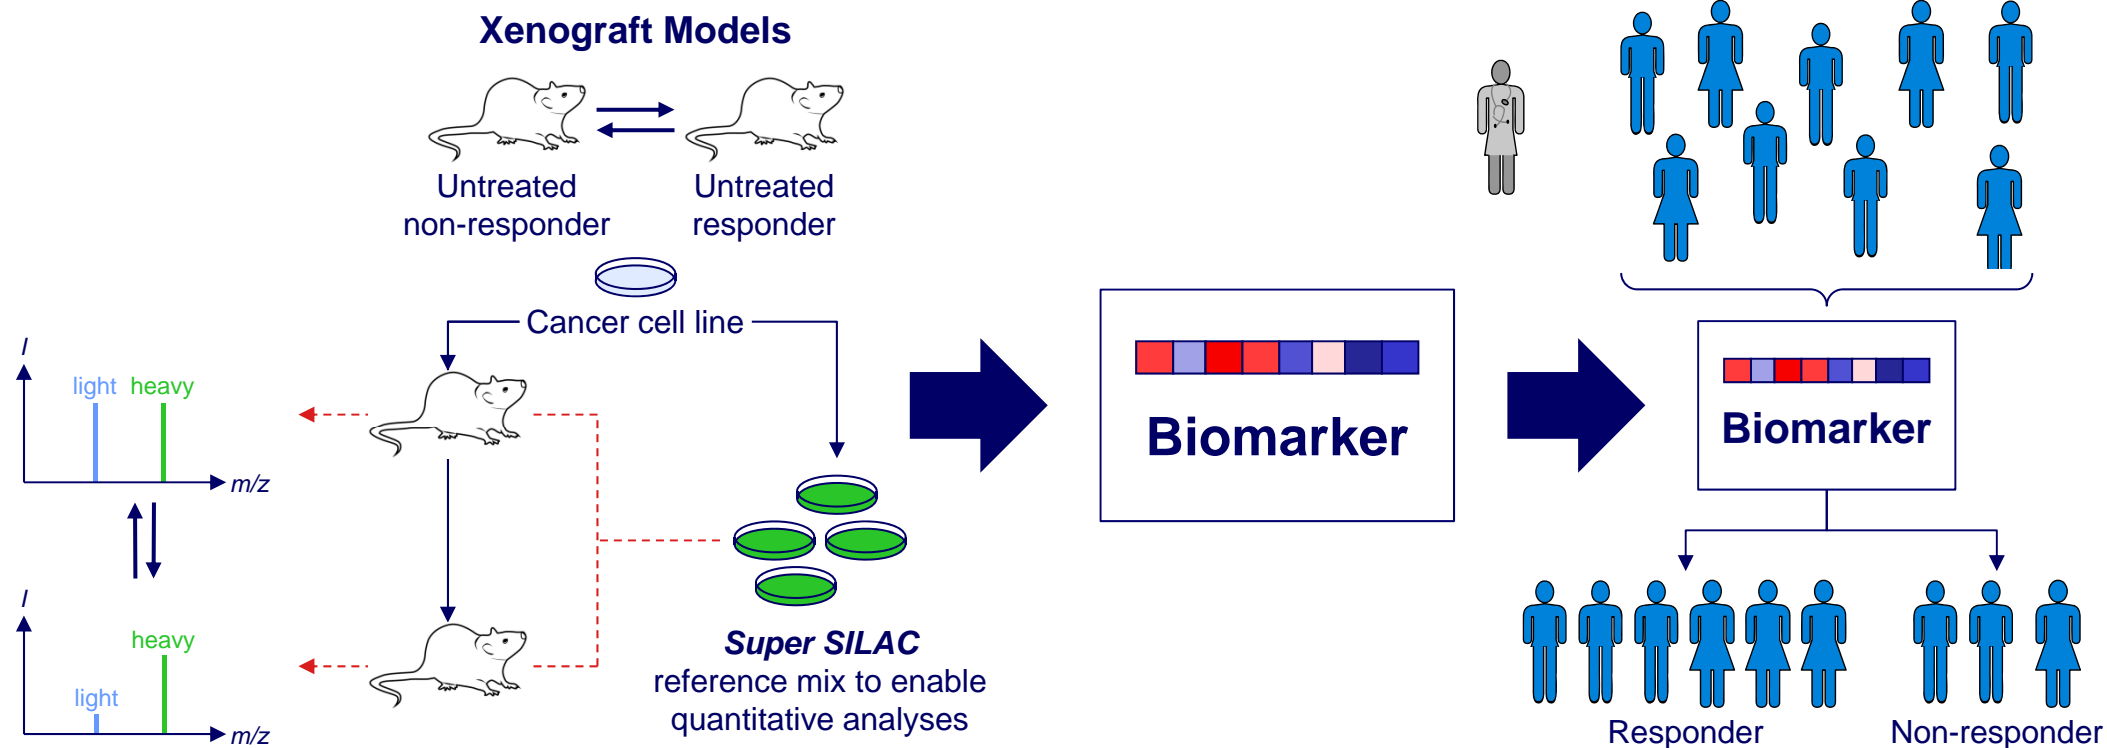 Xenograft Models
Untreated
non-responder
Untreated
responder
Cancer cell line
I
light heavy
m/z
I
heavy
light
m/z
Super SILAC
reference mix to enable
quantitative analyses
Biomarker
Biomarker
Responder
Non-responder